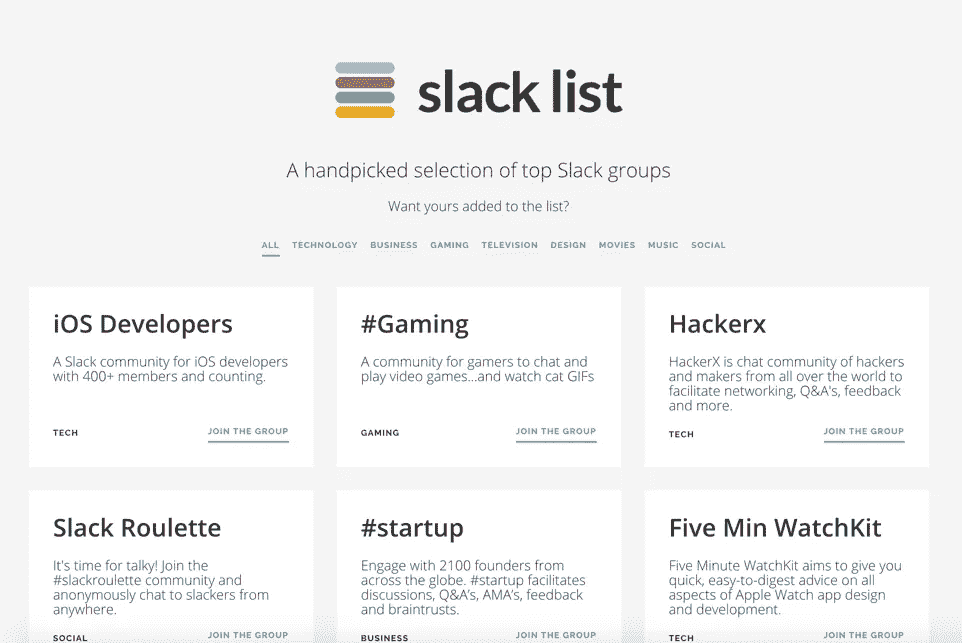 slack list
A handpicked selection of top Slack groups
Want yours added to the list?
ALL TECHNOLOGY BUSINESS GAMING TELEVISION DESIGN MOVIES MUSIC SOCIAL
iOS Developers
A Slack community for iOS developers
with 400+ members and counting.
TECH
JOIN THE GROUP
#Gaming
A community for gamers to chat and
play video games...and watch cat GIFs
GAMING
JOIN THE GROUP
Hackerx
HackerX is chat community of hackers
and makers from all over the world to
facilitate networking, Q&A's, feedback
and more.
TECH
JOIN THE GROUP
Slack Roulette
It's time for talky! Join the
#slackroulette community and
anonymously chat to slackers from
anywhere.
SOCIAL
JOIN THE GROUP
#startup
Engage with 2100 founders from
across the globe. #startup facilitates
discussions, Q&A’s, AMA’s, feedback
and braintrusts.
BUSINESS
JOIN THE GROUP
Five Min WatchKit
Five Minute WatchKit aims to give you
quick, easy-to-digest advice on all
aspects of Apple Watch app design
and development.
TECH
JOIN THE GROUP